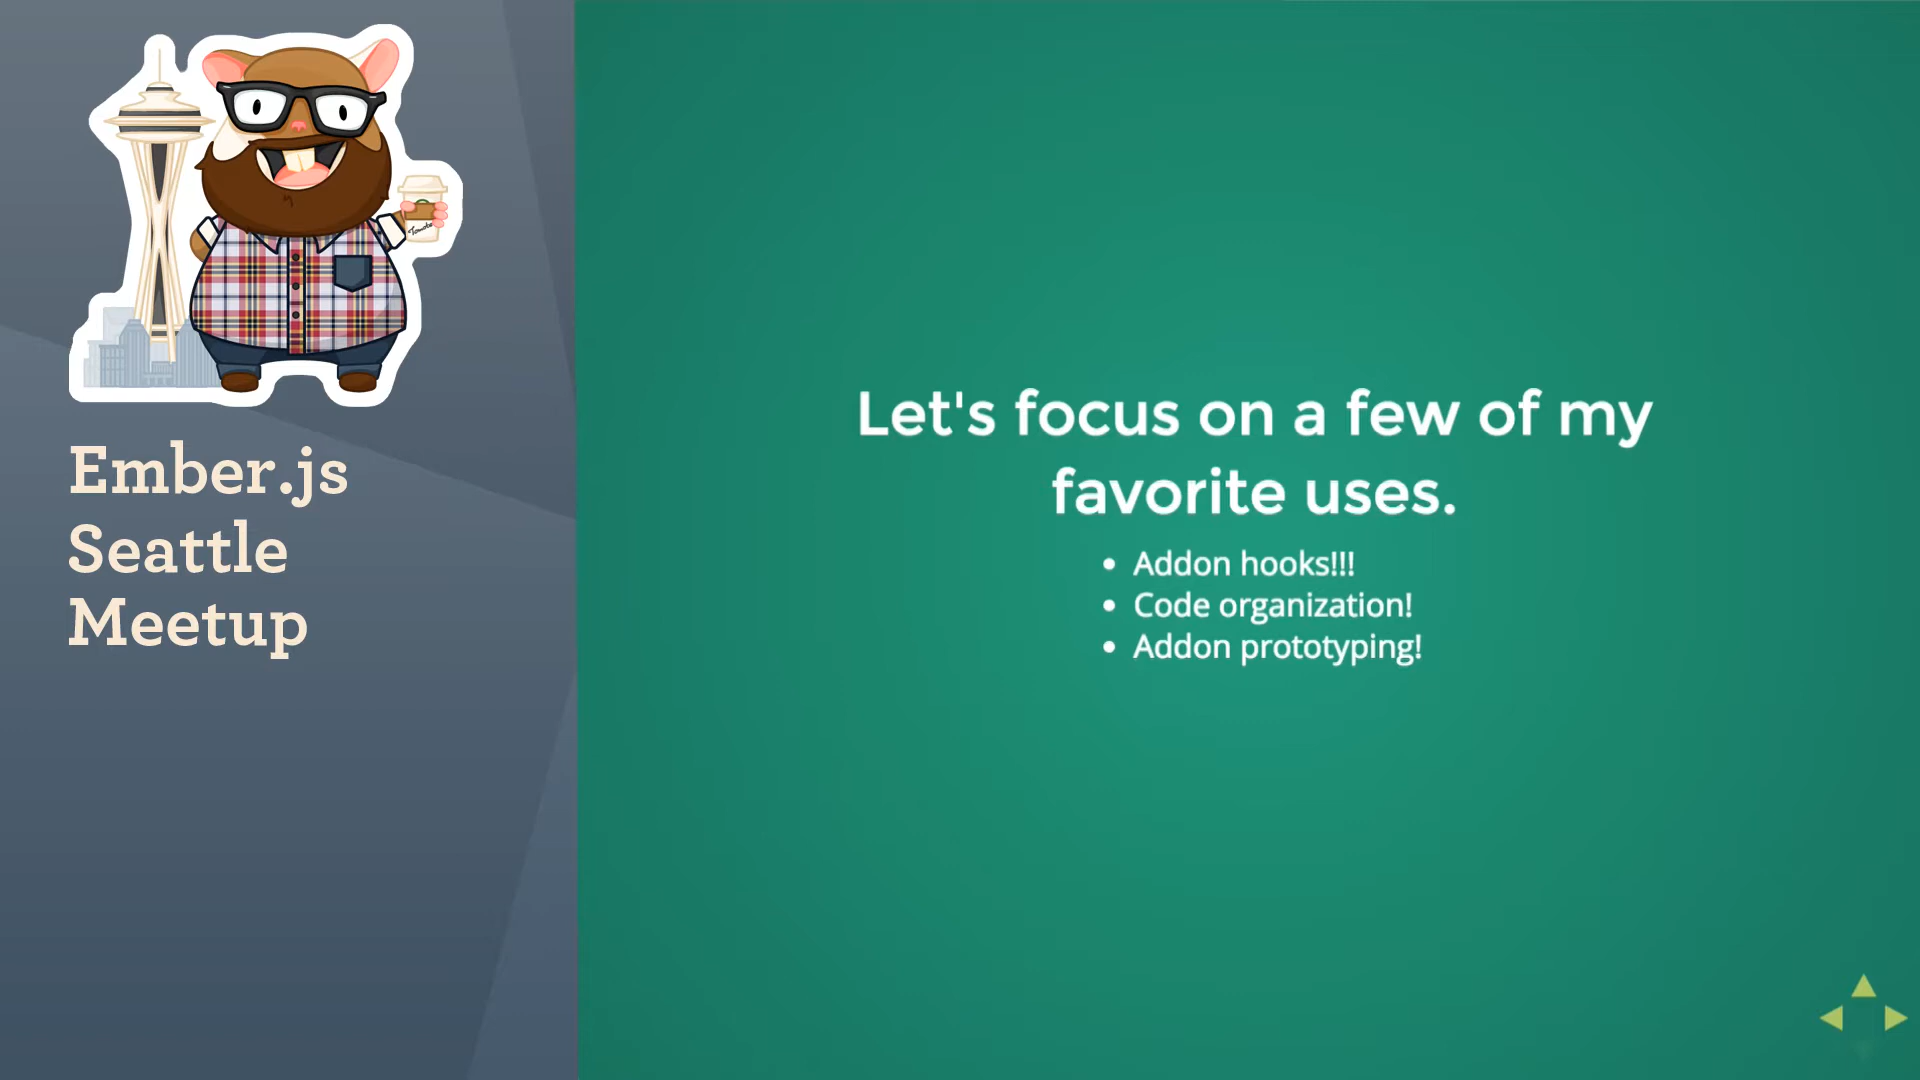 Ember.js
Seattle
Meetup
Let's focus on a few of my
favorite uses.
• Addon hooks!!!
• Code organization!
• Addon prototyping!